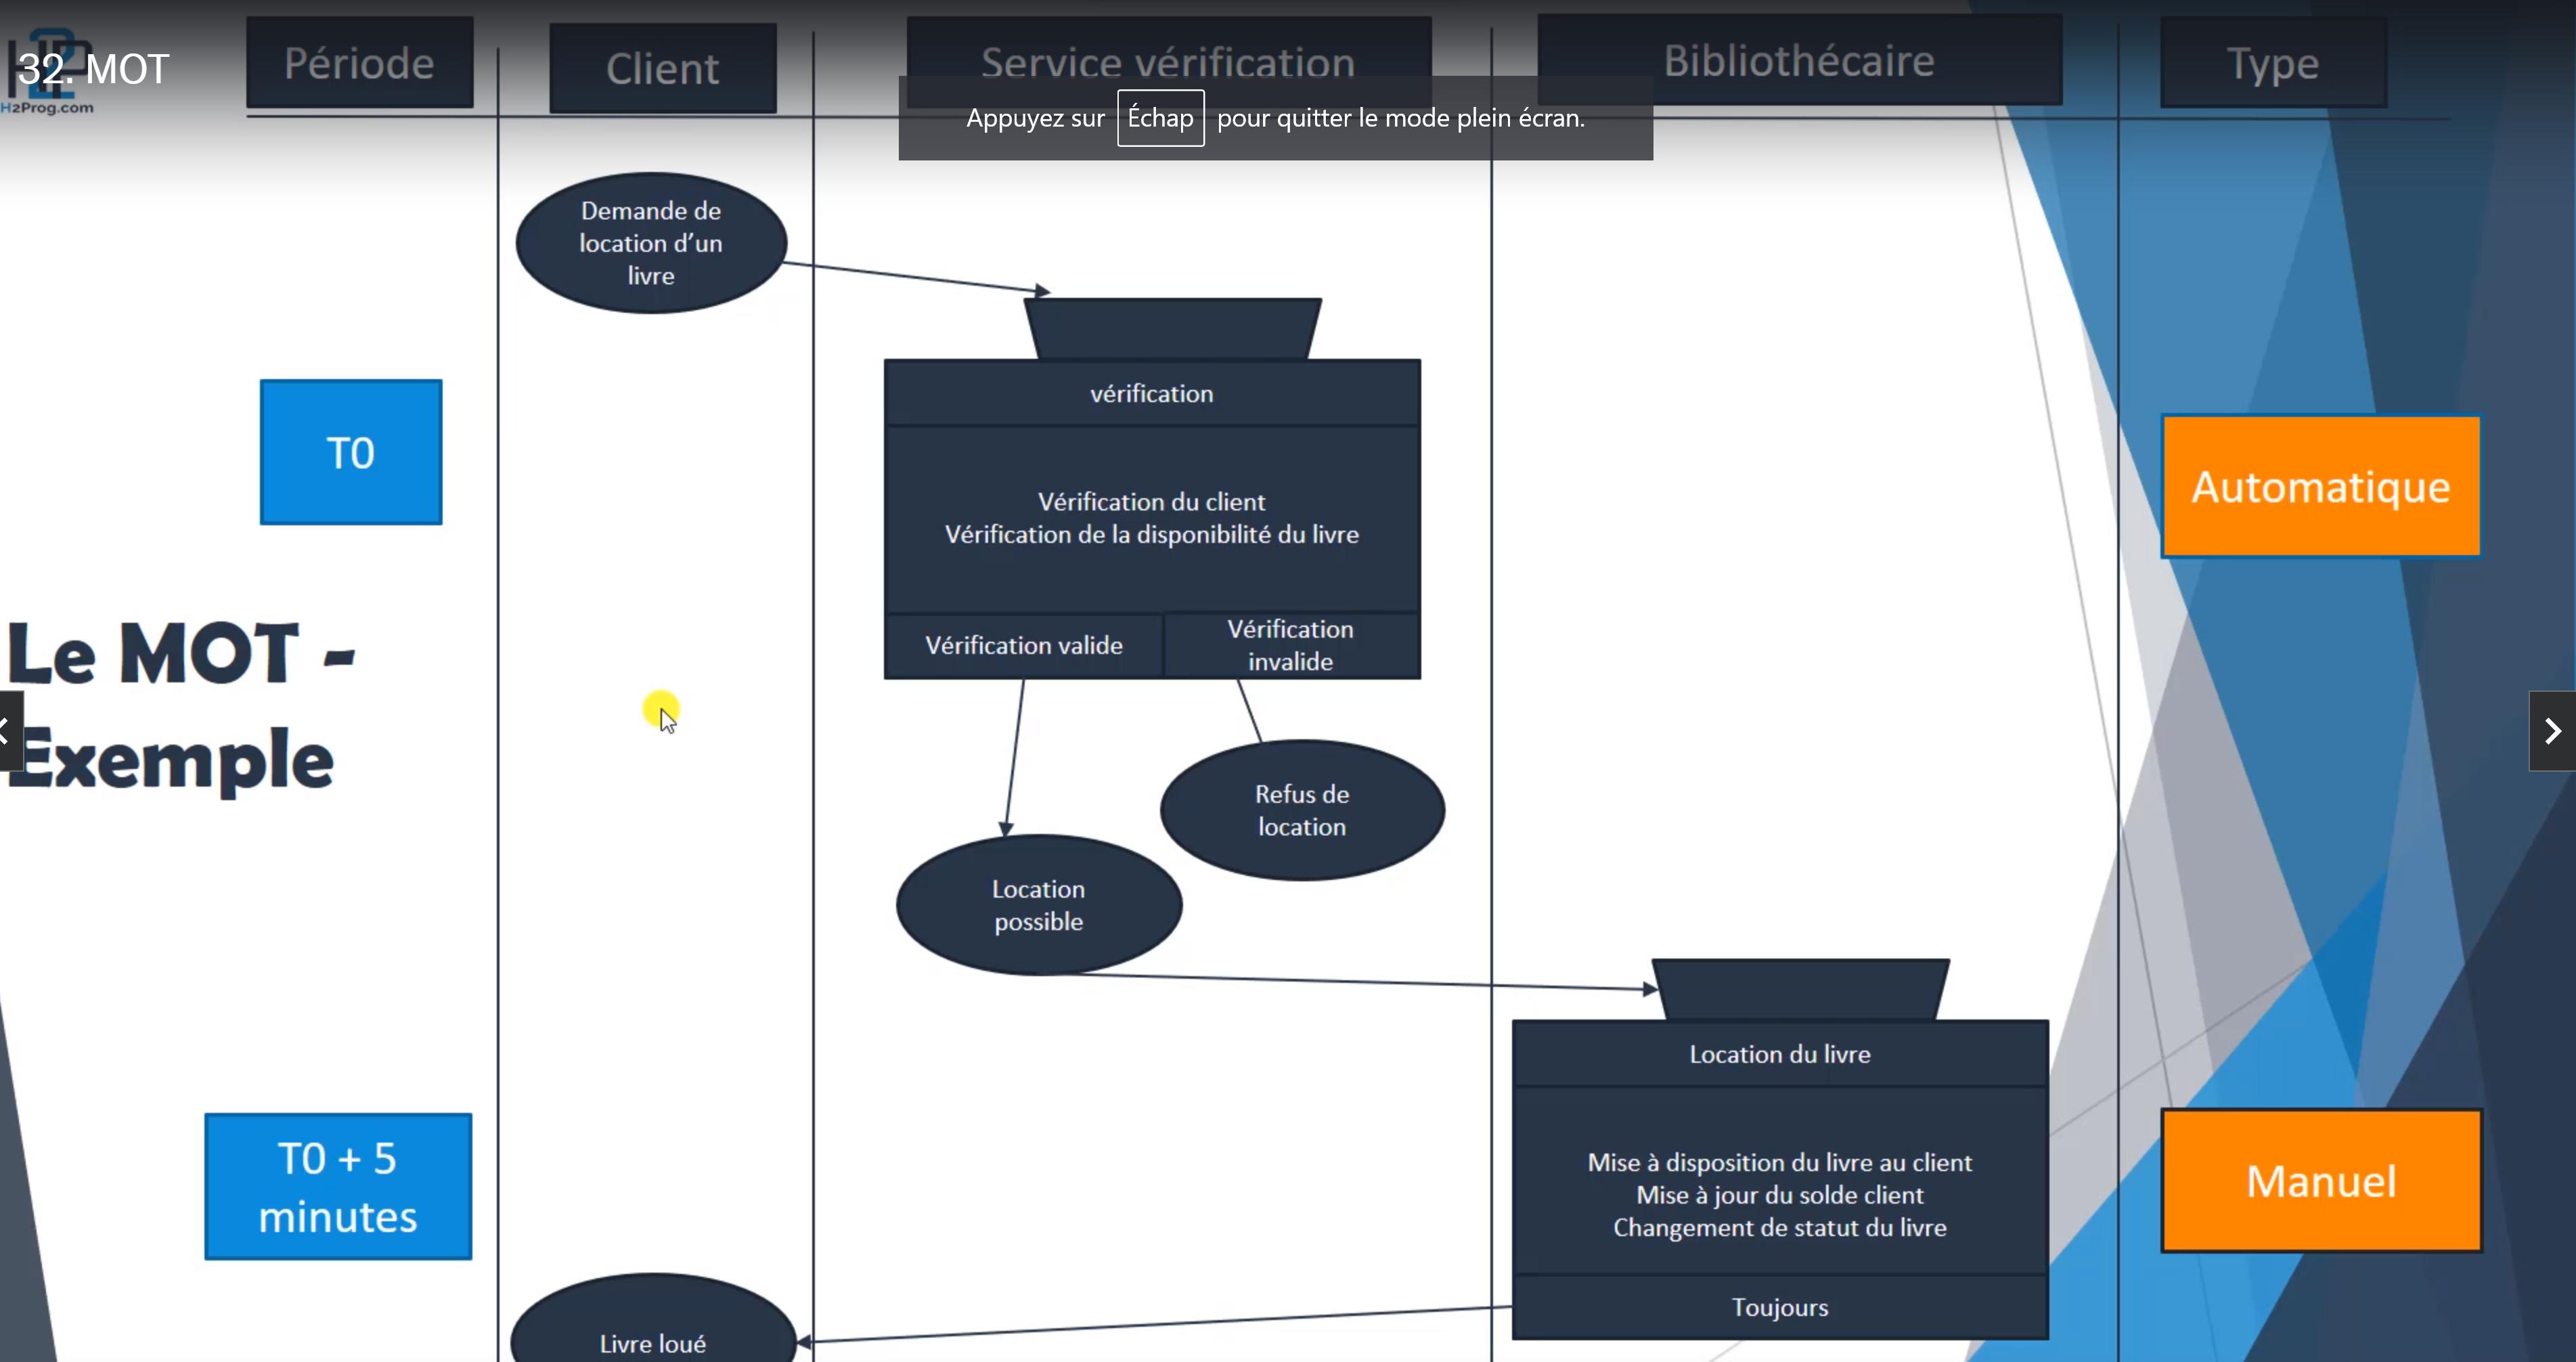 32. MOT
H2Prog.com
Période
Client
Service vérification
Bibliothécaire
Type
Appuyez sur Échap pour quitter le mode plein écran.
Demande de
location d'un
livre
T0
vérification
Vérification du client
Vérification de la disponibilité du livre
Vérification valide
Vérification
invalide
Automatique
Le MOT -
Exemple
Refus de
location
Location
possible
T0 + 5
minutes
Location du livre
Mise à disposition du livre au client
Mise à jour du solde client
Changement de statut du livre
Toujours
Manuel
Livre loué